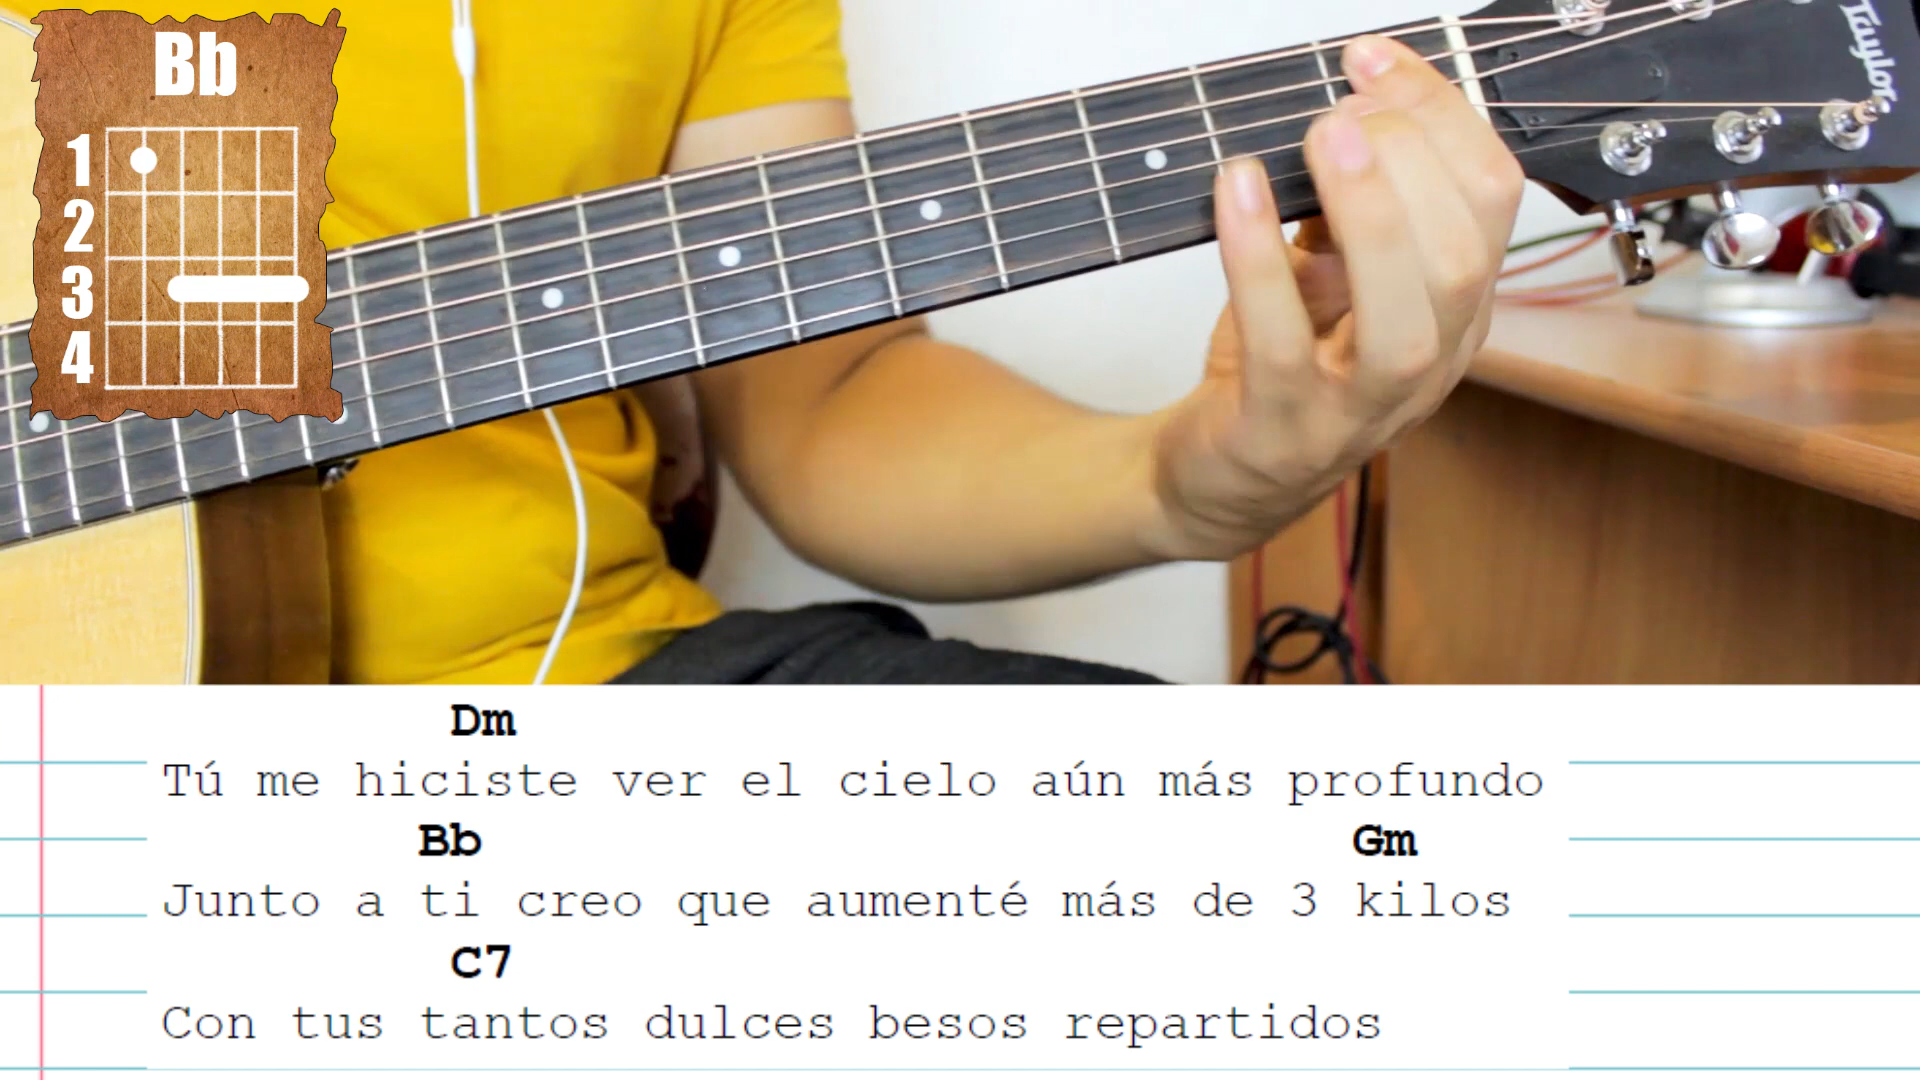 Bb
1
2
3
4
Taylor
Dm
Tú me hiciste ver el cielo aún más profundo
Bb Gm
Junto a ti creo que aumenté más de 3 kilos
C7
Con tus tantos dulces besos repartidos